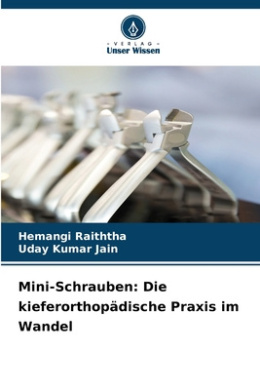 VERLAG
Unser Wissen
Hemangi Raiththa
Uday Kumar Jain
Mini-Schrauben: Die
kieferorthopädische Praxis im
Wandel